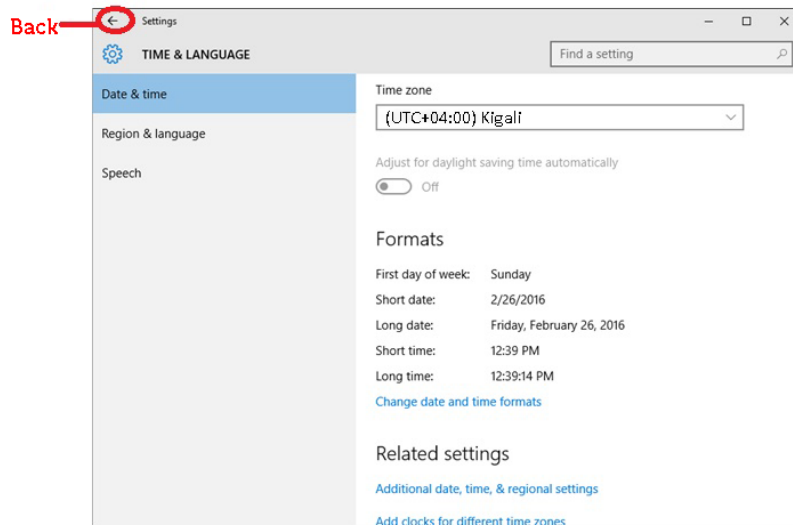 Back
Settings
TIME & LANGUAGE
Find a setting
Date & time
Region & language
Speech
Time zone
(UTC+04:00) Kigali
Adjust for daylight saving time automatically
Off
Formats
First day of week: Sunday
Short date: 2/26/2016
Long date: Friday, February 26, 2016
Short time: 12:39 PM
Long time: 12:39:14 PM
Change date and time formats
Related settings
Additional date, time, & regional settings
Add clocks for different time zones